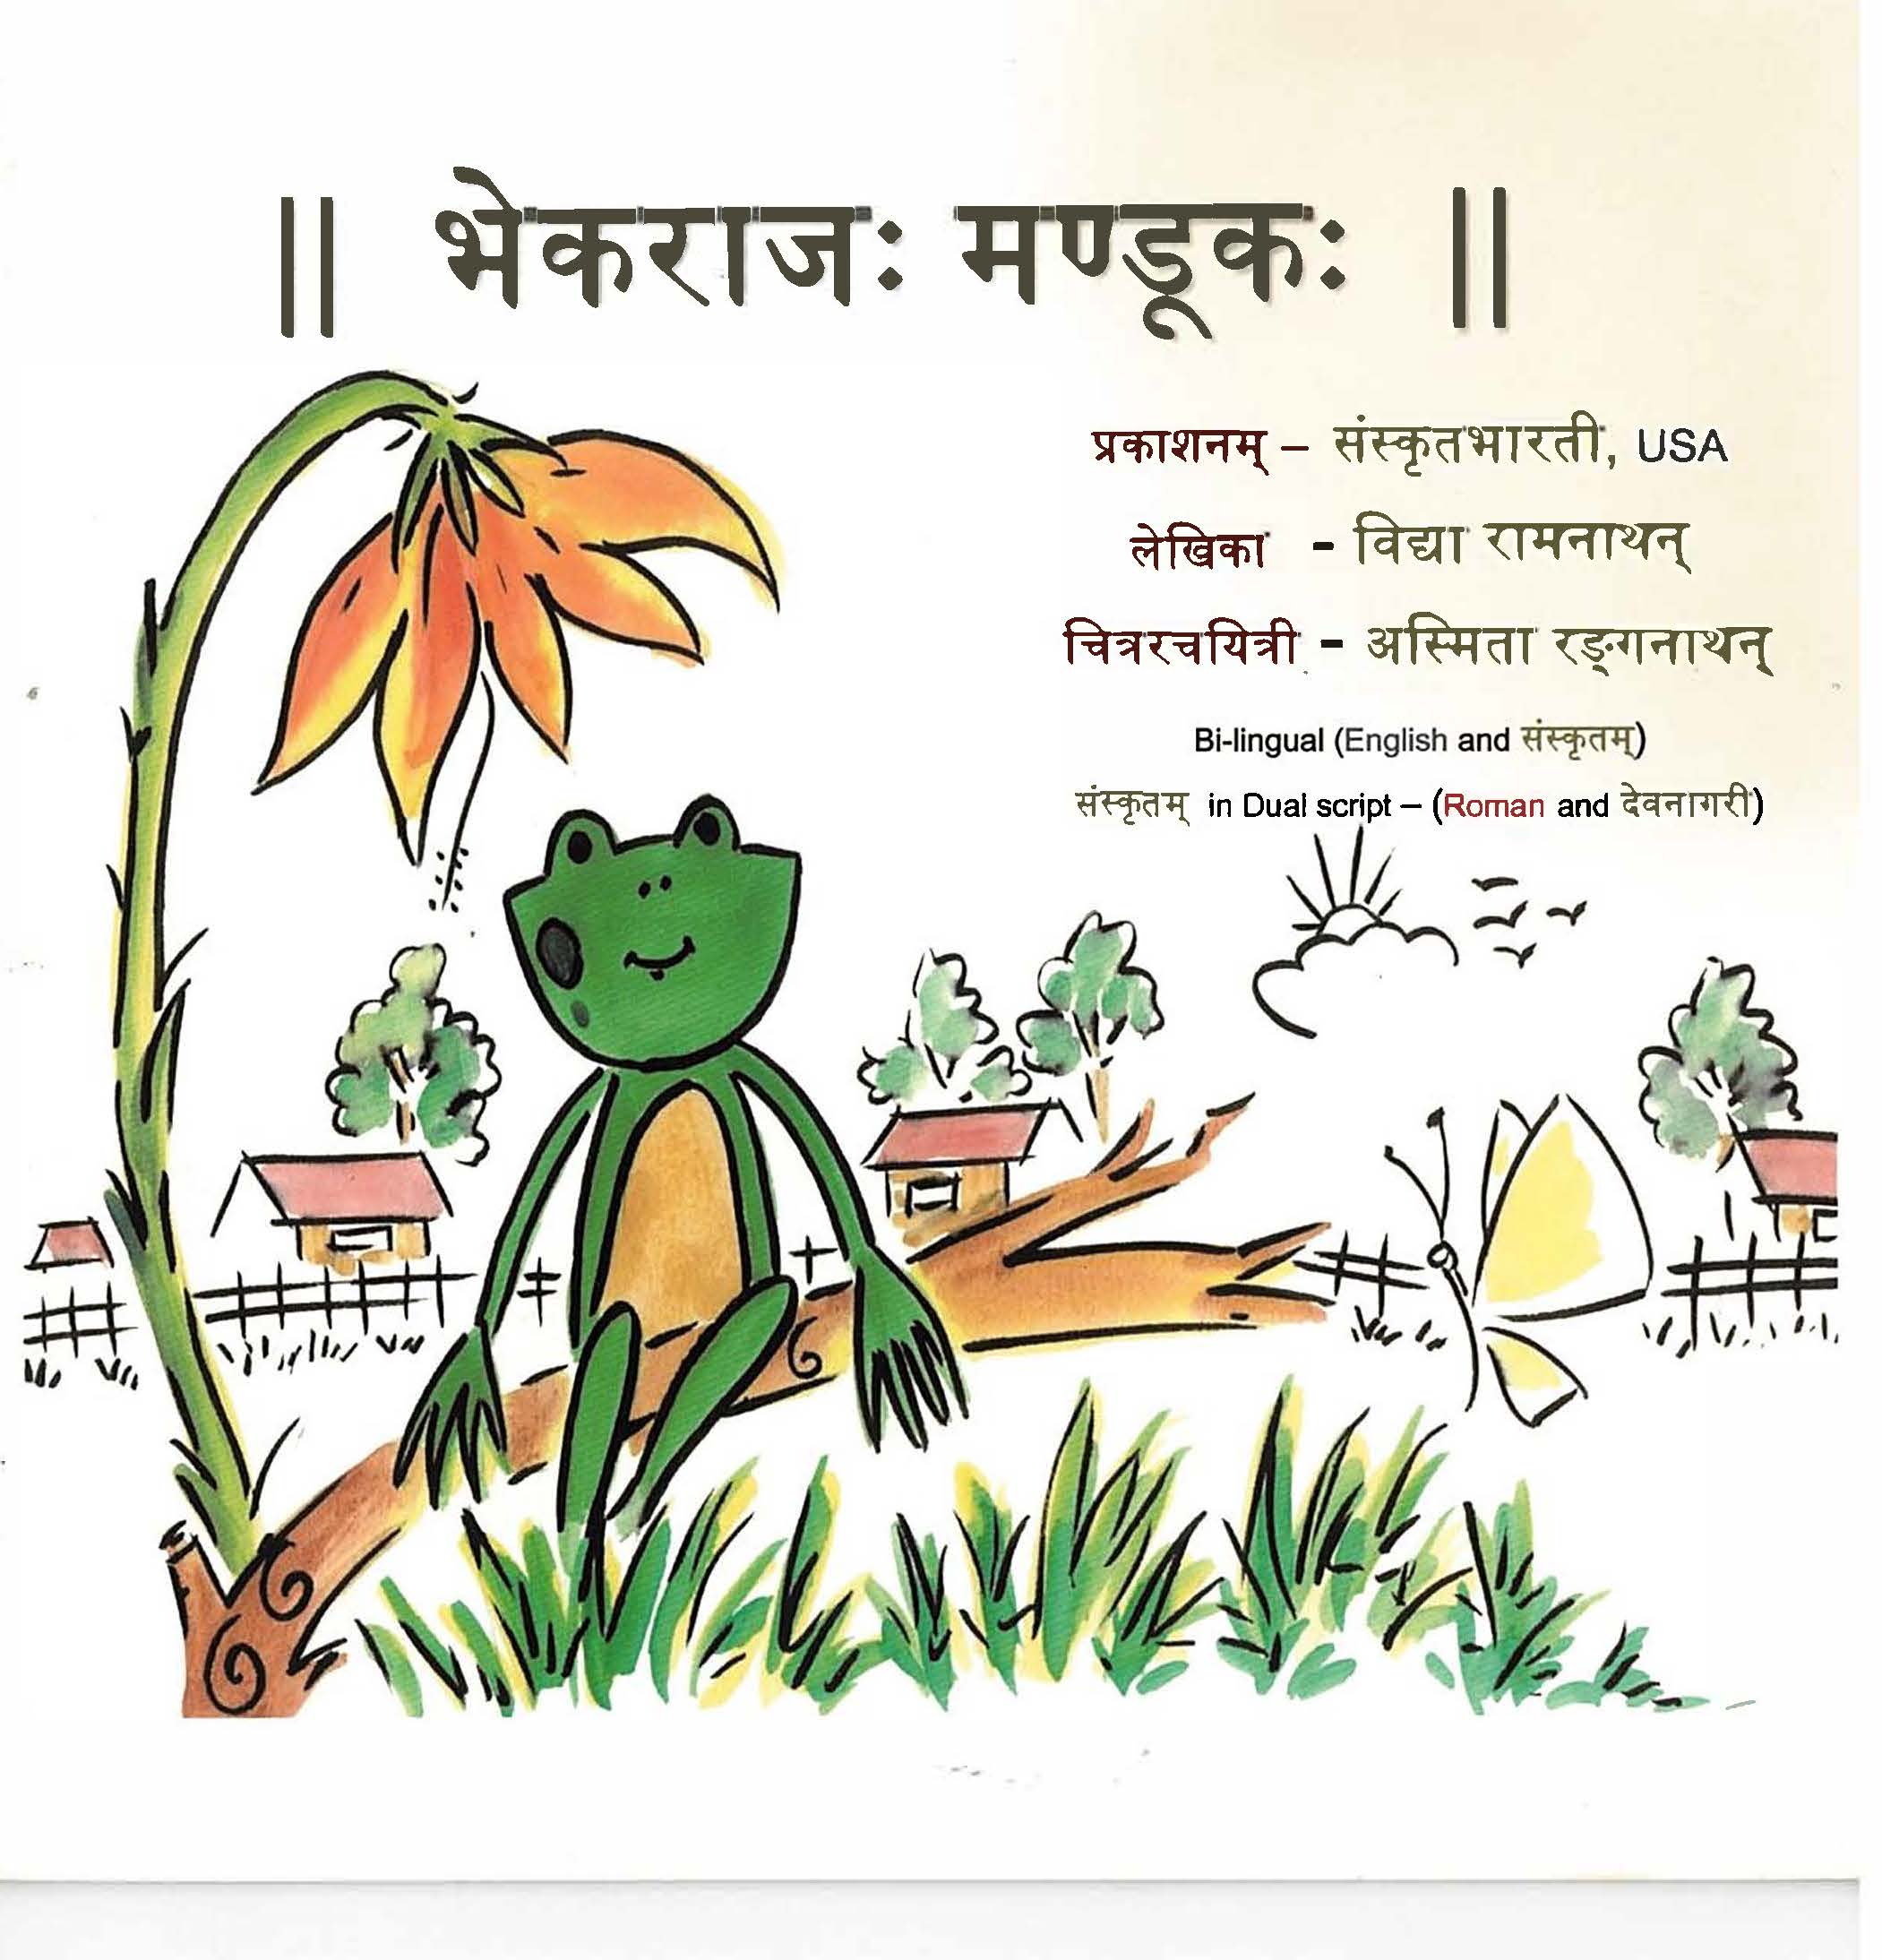 || भेकराजः मण्डूकः ||
प्रकाशनम् – संस्कृतभारती, USA
लेखिका - विद्या रामनाथन्
चित्ररचयित्री - अस्मिता रङ्गनाथन्
Bi-lingual (English and संस्कृतम्)
संस्कृतम् in Dual script – (Roman and देवनागरी)